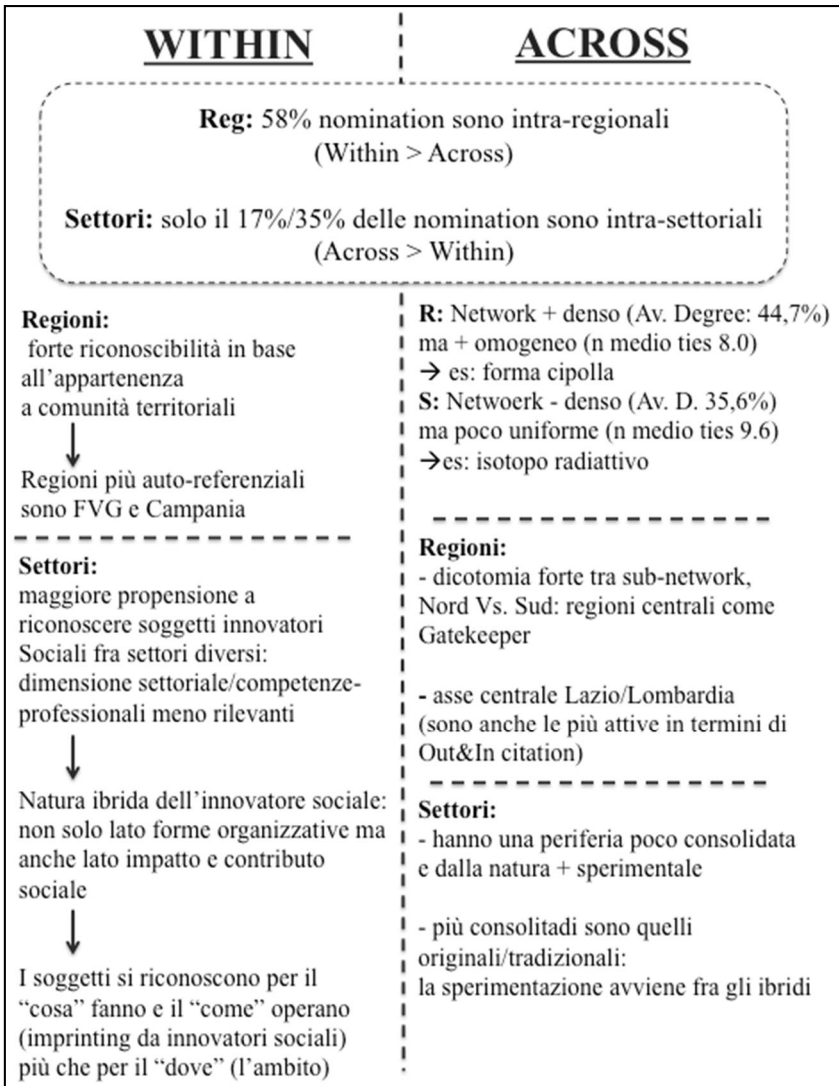 WITHIN
ACROSS
Reg: 58% nomination sono intra-regionali
(Within > Across)
Settori: solo il 17%/35% delle nomination sono intra-settoriali
(Across > Within)
Regioni:
forte riconoscibilità in base
all'appartenenza
a comunità territoriali
Regioni più auto-referenziali
sono FVG e Campania
Settori:
maggiore propensione a
riconoscere soggetti innovatori
Sociali fra settori diversi:
dimensione settoriale/competenze-
professionali meno rilevanti
Natura ibrida dell'innovatore sociale:
non solo lato forme organizzative ma
anche lato impatto e contributo
sociale
I soggetti si riconoscono per il
“cosa” fanno e il “come” operano
(imprinting da innovatori sociali)
più che per il “dove” (l'ambito)
R: Network + denso (Av. Degree: 44,7%)
ma + omogeneo (n medio ties 8.0)
→ es: forma cipolla
S: Netwoerk - denso (Av. D. 35,6%)
ma poco uniforme (n medio ties 9.6)
→es: isotopo radiattivo
Regioni:
- dicotomia forte tra sub-network,
Nord Vs. Sud: regioni centrali come
Gatekeeper
- asse centrale Lazio/Lombardia
(sono anche le più attive in termini di
Out&In citation)
Settori:
- hanno una periferia poco consolidata
e dalla natura + sperimentale
- più consolitadi sono quelli
originali/tradizionali:
la sperimentazione avviene fra gli ibridi